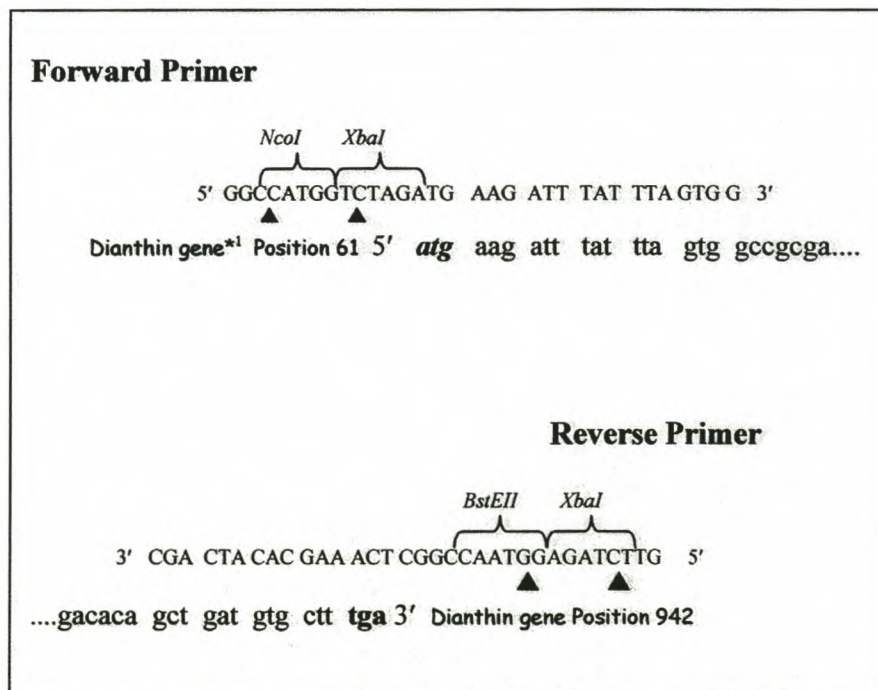 Forward Primer
NcoI XbaI
5′ GGCCATGGTCTAGATG AAG ATT TAT TTA GTG G 3′
Dianthin gene*1 Position 61 5′ atg aag att tat tta gtg gccgcga....
Reverse Primer
BstEII XbaI
3′ CGA CTA CAC GAA ACT CGGCCAATGGAGATCTTG 5′
....gacaca gct gat gtg ctt tga 3′ Dianthin gene Position 942